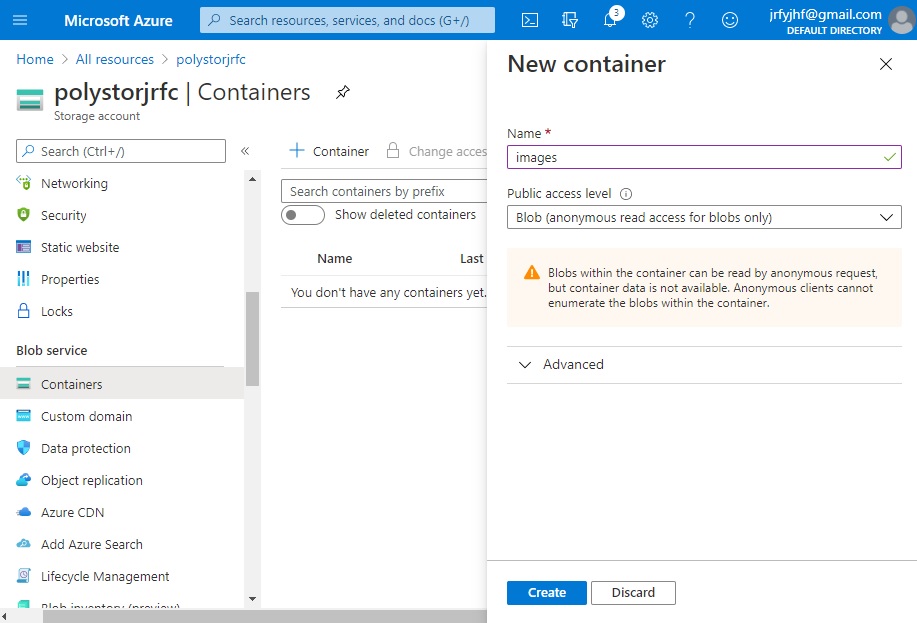 Microsoft Azure
Search resources, services, and docs (G+/)
3
jrfyjhf@gmail.com
DEFAULT DIRECTORY
Home > All resources > polystorjrfc
polystorjrfc | Containers
Storage account
Search (Ctrl+/)
«
Networking
Security
Static website
Properties
Locks
Blob service
Containers
Custom domain
Data protection
Object replication
Azure CDN
Add Azure Search
Lifecycle Management
Blob inventory (preview)
+ Container
Change acces
Search containers by prefix
Show deleted containers
Name Last
You don't have any containers yet.
New container
Name *
images
Public access level
Blob (anonymous read access for blobs only)
Blobs within the container can be read by anonymous request,
but container data is not available. Anonymous clients cannot
enumerate the blobs within the container.
Advanced
Create
Discard